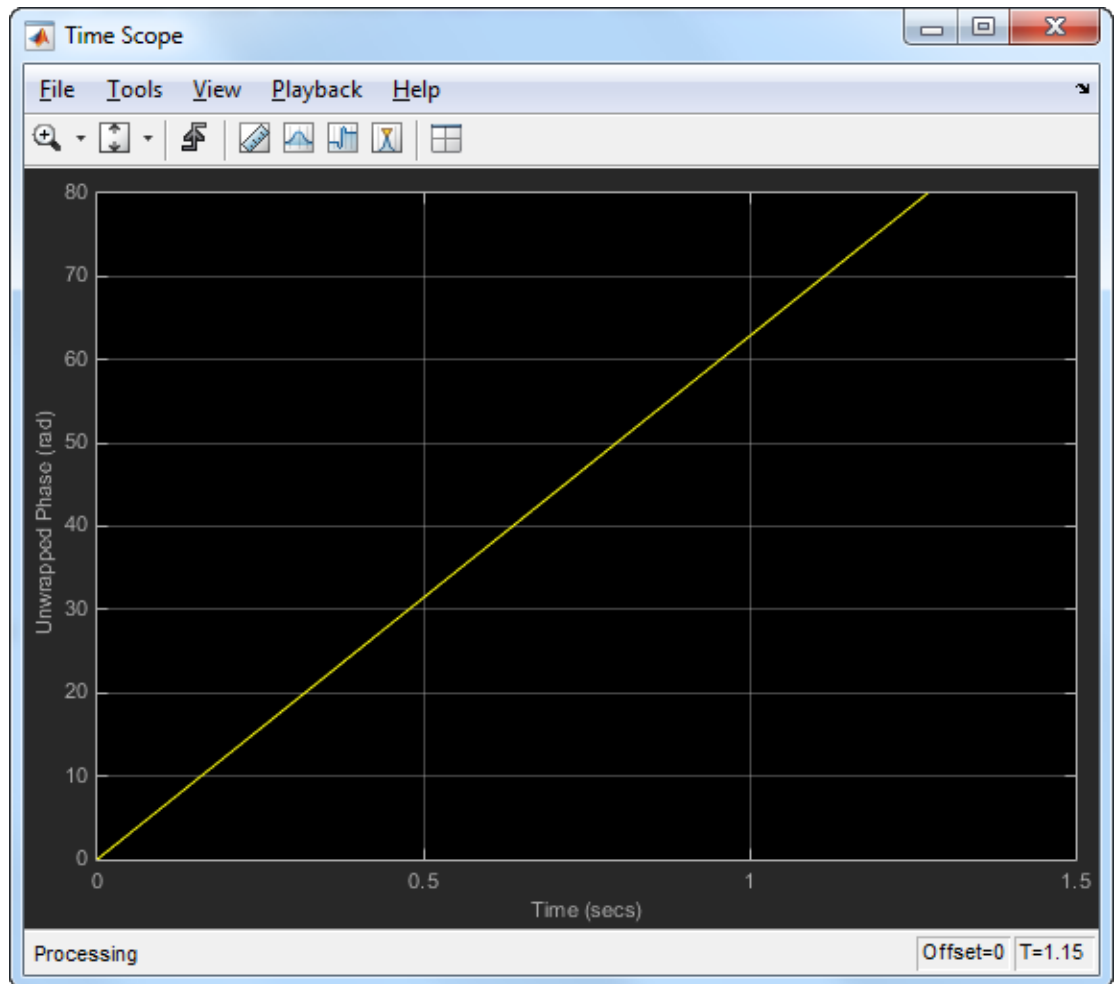 Time Scope
File Tools View Playback Help
80
70
60
50
40
30
20
10
0
Unwrapped Phase (rad)
0 0.5 1 1.5
Time (secs)
Processing Offset=0 T=1.15